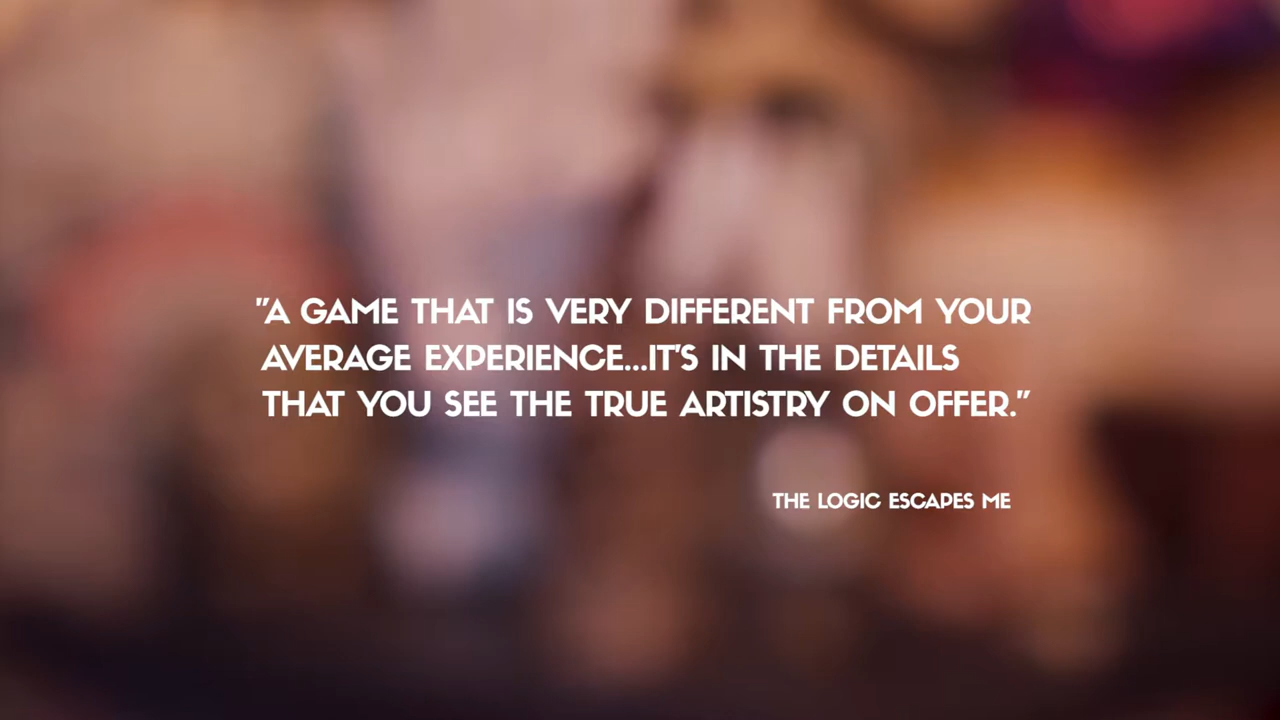 "A GAME THAT IS VERY DIFFERENT FROM YOUR
AVERAGE EXPERIENCE...IT'S IN THE DETAILS
THAT YOU SEE THE TRUE ARTISTRY ON OFFER."
THE LOGIC ESCAPES ME